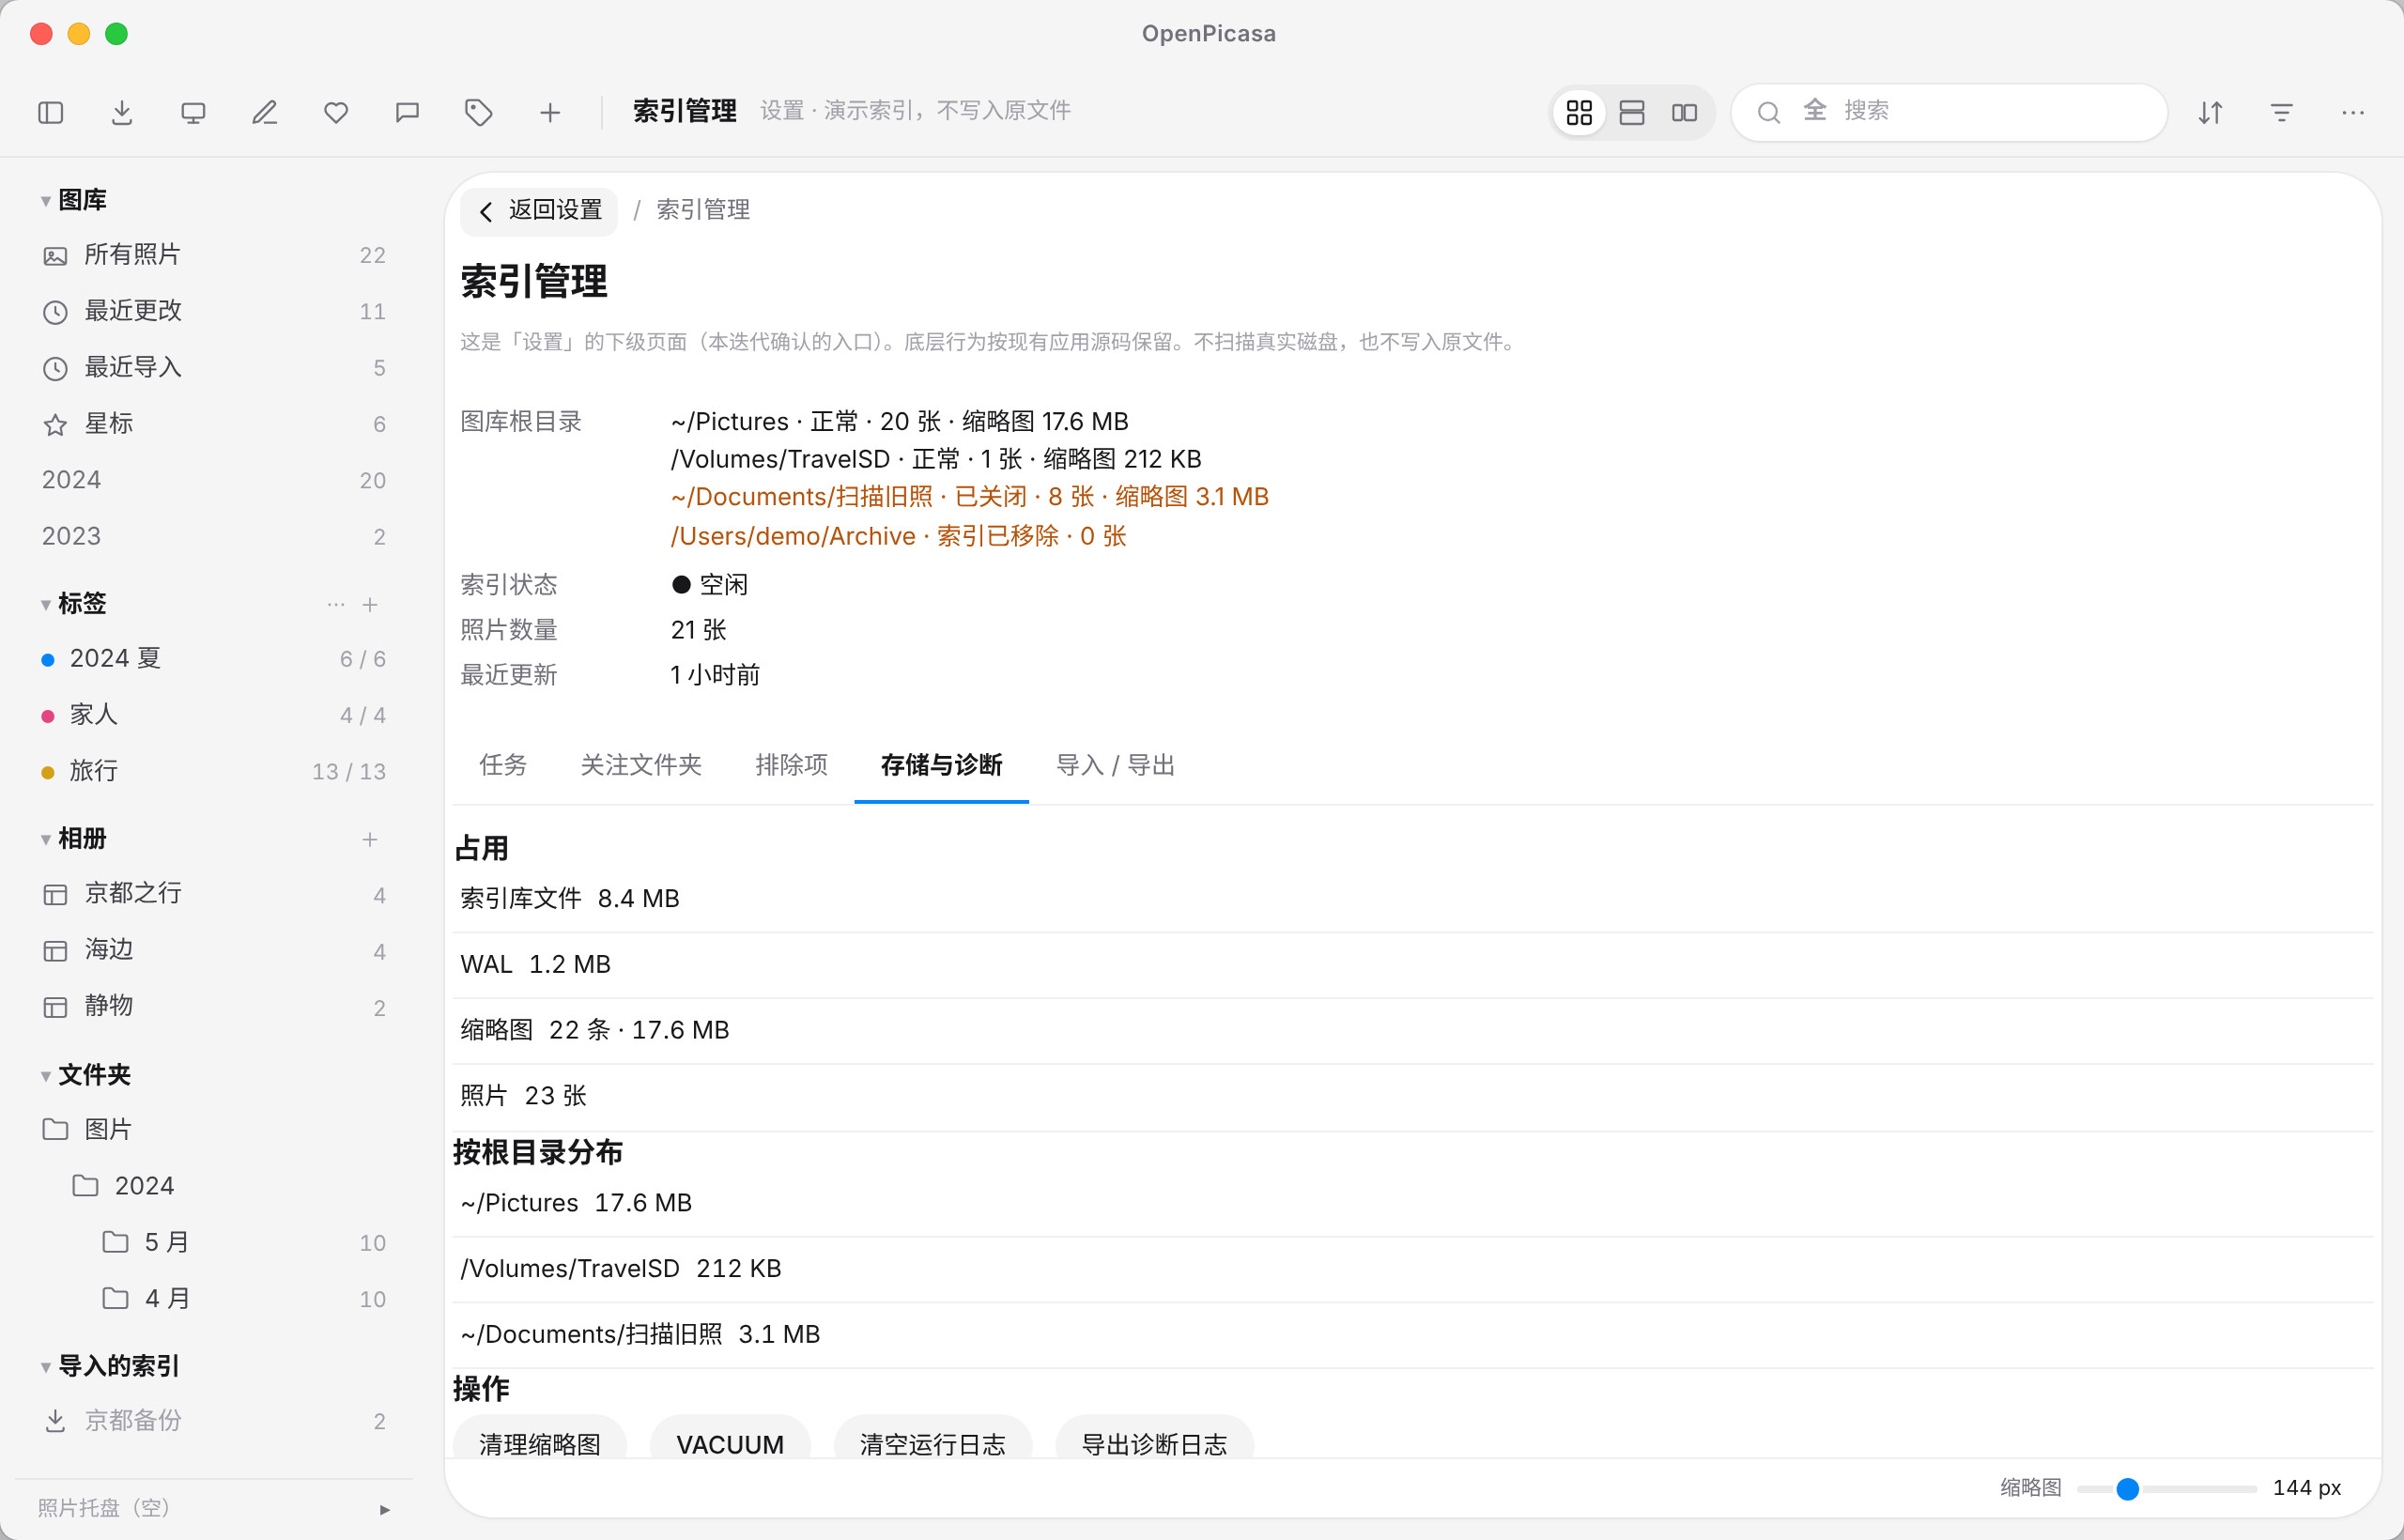 OpenPicasa
索引管理 设置 · 演示索引，不写入原文件
全 搜索
图库
所有照片 22
最近更改 11
最近导入 5
星标 6
2024 20
2023 2
标签
2024 夏 6 / 6
家人 4 / 4
旅行 13 / 13
相册
京都之行 4
海边 4
静物 2
文件夹
图片
2024
5 月 10
4 月 10
导入的索引
京都备份 2
照片托盘（空）
返回设置 / 索引管理
索引管理
这是「设置」的下级页面（本迭代确认的入口）。底层行为按现有应用源码保留。不扫描真实磁盘，也不写入原文件。
图库根目录 ~/Pictures · 正常 · 20 张 · 缩略图 17.6 MB
/Volumes/TravelSD · 正常 · 1 张 · 缩略图 212 KB
~/Documents/扫描旧照 · 已关闭 · 8 张 · 缩略图 3.1 MB
/Users/demo/Archive · 索引已移除 · 0 张
索引状态 ● 空闲
照片数量 21 张
最近更新 1 小时前
任务 关注文件夹 排除项 存储与诊断 导入 / 导出
占用
索引库文件 8.4 MB
WAL 1.2 MB
缩略图 22 条 · 17.6 MB
照片 23 张
按根目录分布
~/Pictures 17.6 MB
/Volumes/TravelSD 212 KB
~/Documents/扫描旧照 3.1 MB
操作
清理缩略图 VACUUM 清空运行日志 导出诊断日志
缩略图 144 px